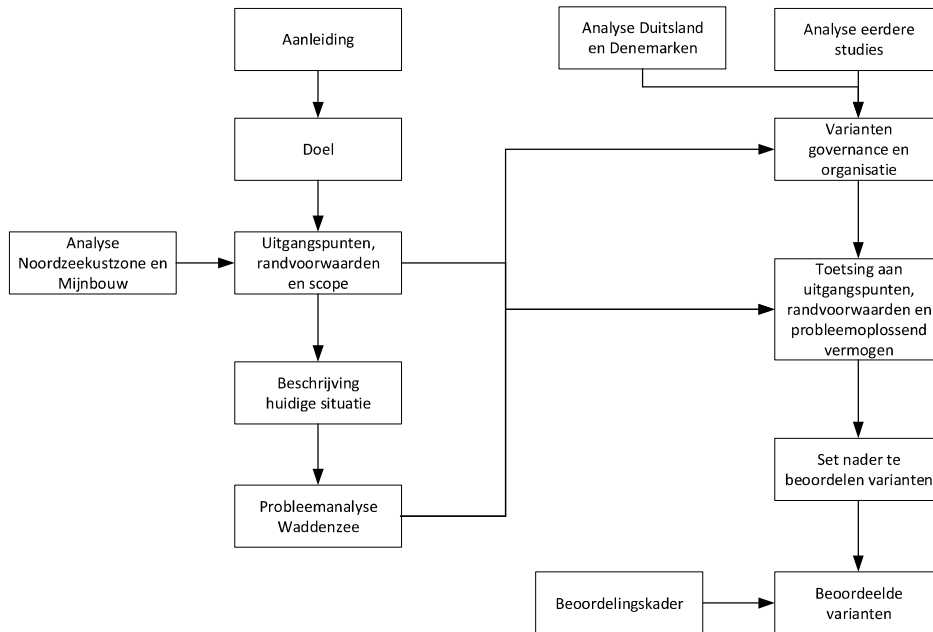 Aanleiding
Doel
Analyse
Noordzeekustzone en
Mijnbouw
Uitgangspunten,
randvoorwaarden
en scope
Beschrijving
huidige situatie
Probleemanalyse
Waddenzee
Analyse Duitsland
en Denemarken
Analyse eerdere
studies
Varianten
governance en
organisatie
Toetsing aan
uitgangspunten,
randvoorwaarden en
probleemoplossend
vermogen
Set nader te
beoordelen varianten
Beoordelingskader
Beoordeelde
varianten